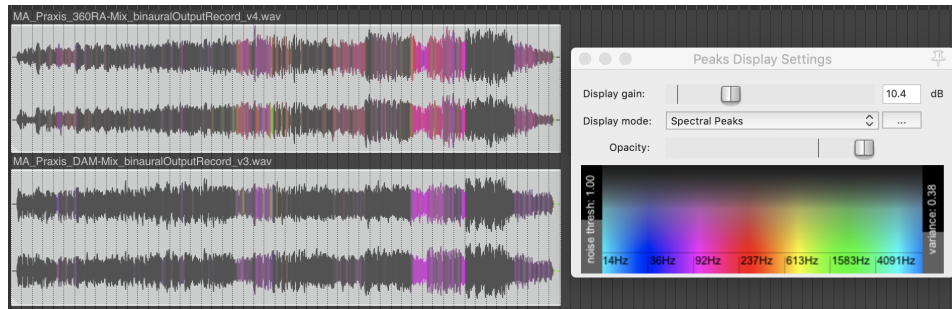 MA_Praxis_360RA-Mix_binauralOutputRecord_v4.wav
MA_Praxis_DAM-Mix_binauralOutputRecord_v3.wav
Peaks Display Settings
Display gain: 10.4 dB
Display mode: Spectral Peaks ...
Opacity:
noise thresh: 1.00
14Hz 36Hz 92Hz 237Hz 613Hz 1583Hz 4091Hz
variance: 0.38